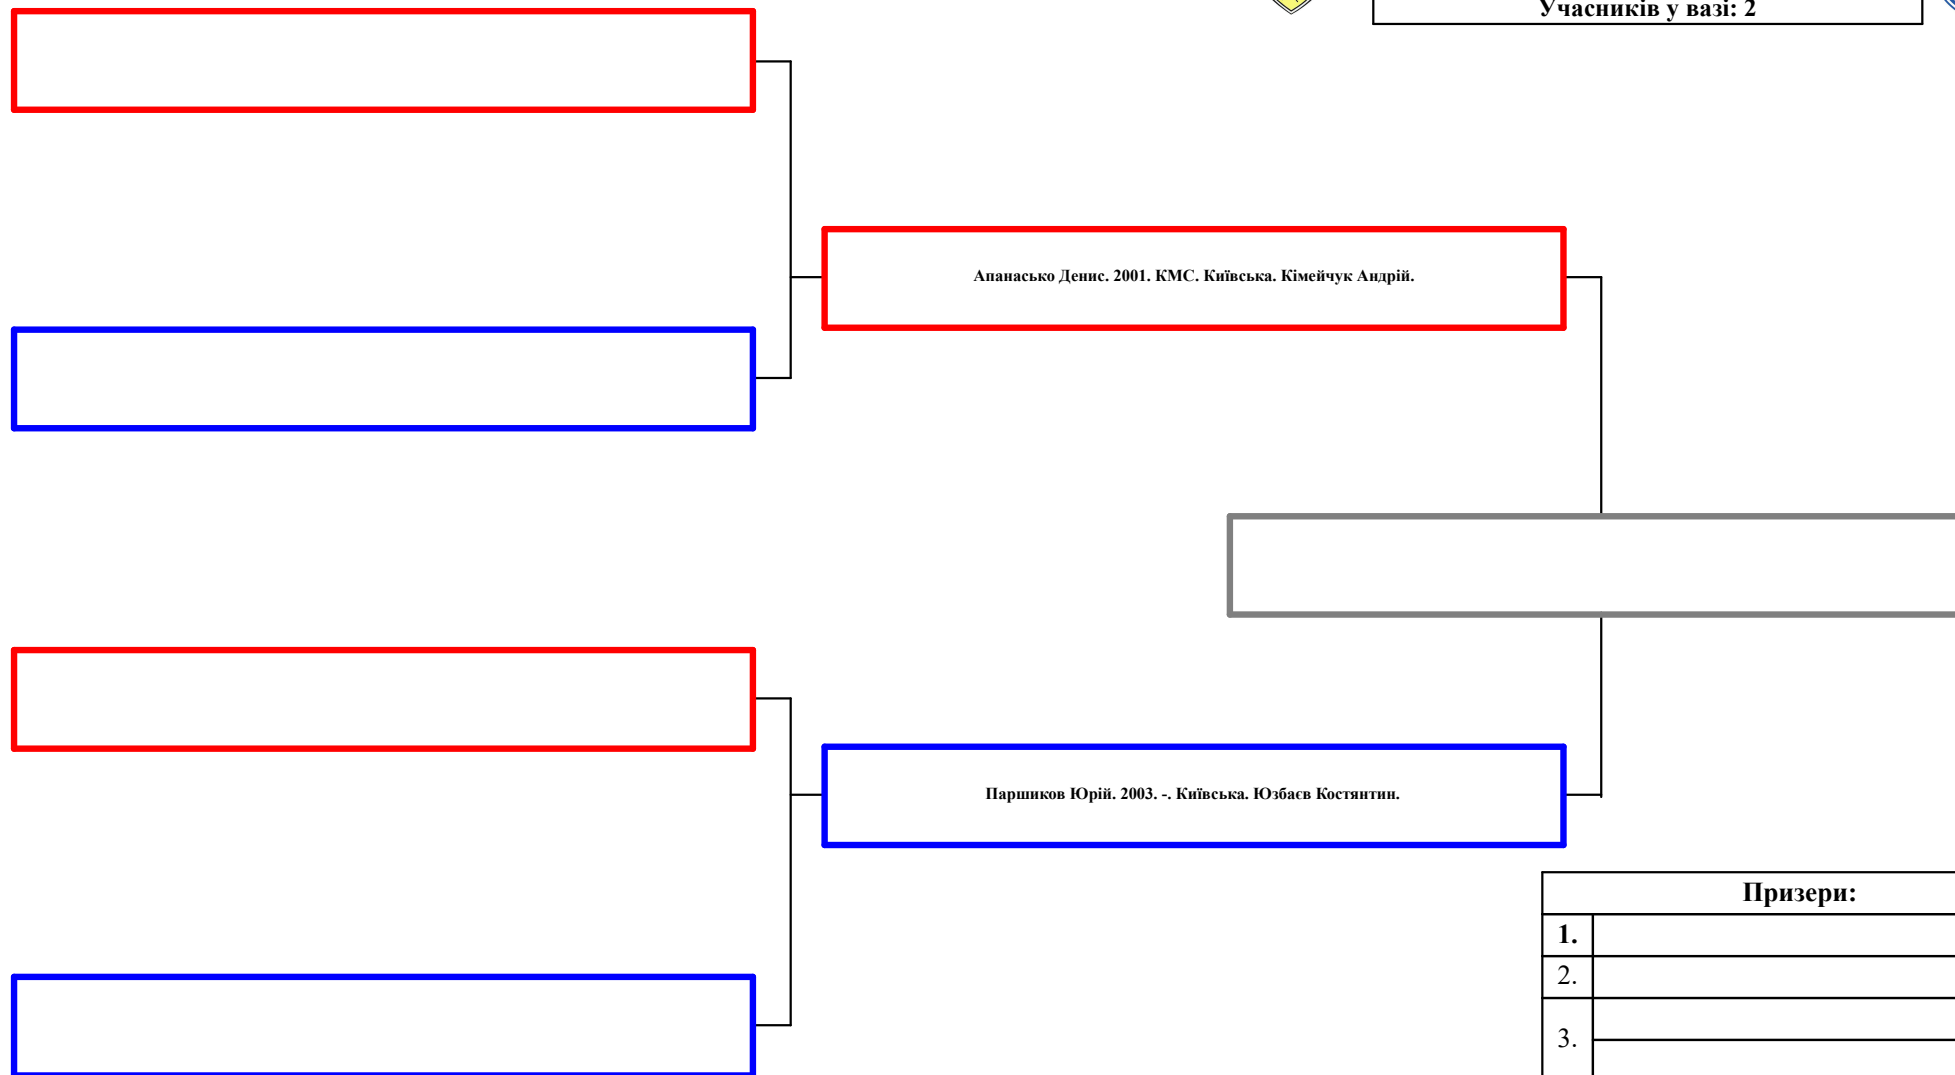 Учасників у вазі: 2
Апанасько Денис. 2001. КМС. Київська. Кімейчук Андрій.
Паршиков Юрій. 2003. -. Київська. Юзбаєв Костянтин.
Призери:
1.
2.
3.